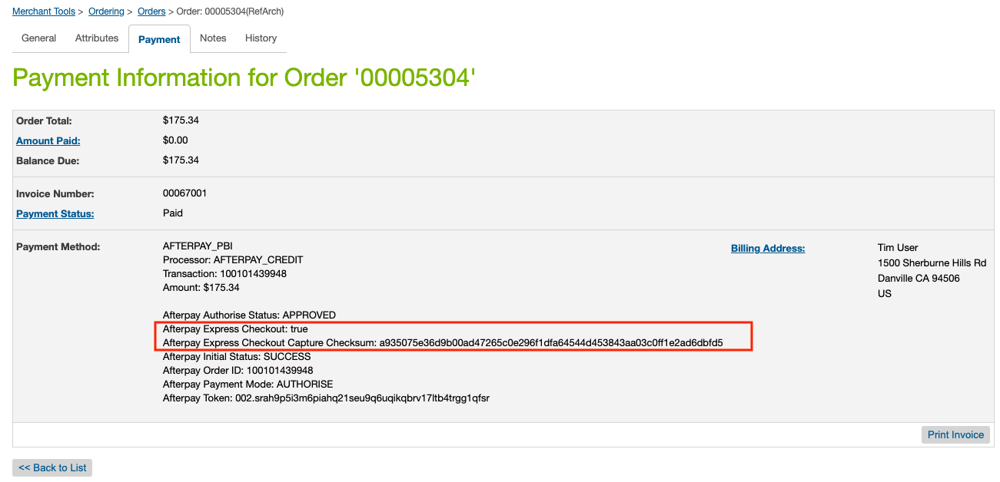 Merchant Tools > Ordering > Orders > Order: 00005304(RefArch)
General Attributes Payment Notes History
Payment Information for Order '00005304'
Order Total: $175.34
Amount Paid: $0.00
Balance Due: $175.34
Invoice Number: 00067001
Payment Status: Paid
Payment Method: AFTERPAY_PBI
Processor: AFTERPAY_CREDIT
Transaction: 100101439948
Amount: $175.34
Afterpay Authorise Status: APPROVED
Afterpay Express Checkout: true
Afterpay Express Checkout Capture Checksum: a935075e36d9b00ad47265c0e296f1dfa64544d453843aa03c0ff1e2ad6dbfd5
Afterpay Initial Status: SUCCESS
Afterpay Order ID: 100101439948
Afterpay Payment Mode: AUTHORISE
Afterpay Token: 002.srah9p5i3m6piahq21seu9q6uqikqbrv17ltb4trgg1qfsr
Billing Address: Tim User
1500 Sherburne Hills Rd
Danville CA 94506
US
Print Invoice
<< Back to List